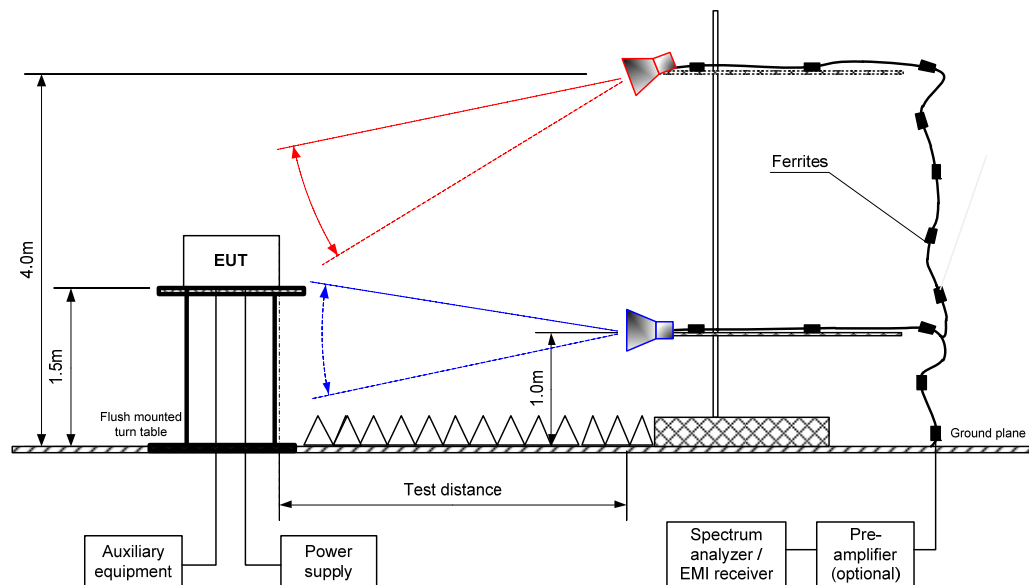 Ferrites
EUT
4.0m
1.5m
1.0m
Flush mounted
turn table
Ground plane
Test distance
Auxiliary
equipment
Power
supply
Spectrum
analyzer /
EMI receiver
Pre-
amplifier
(optional)